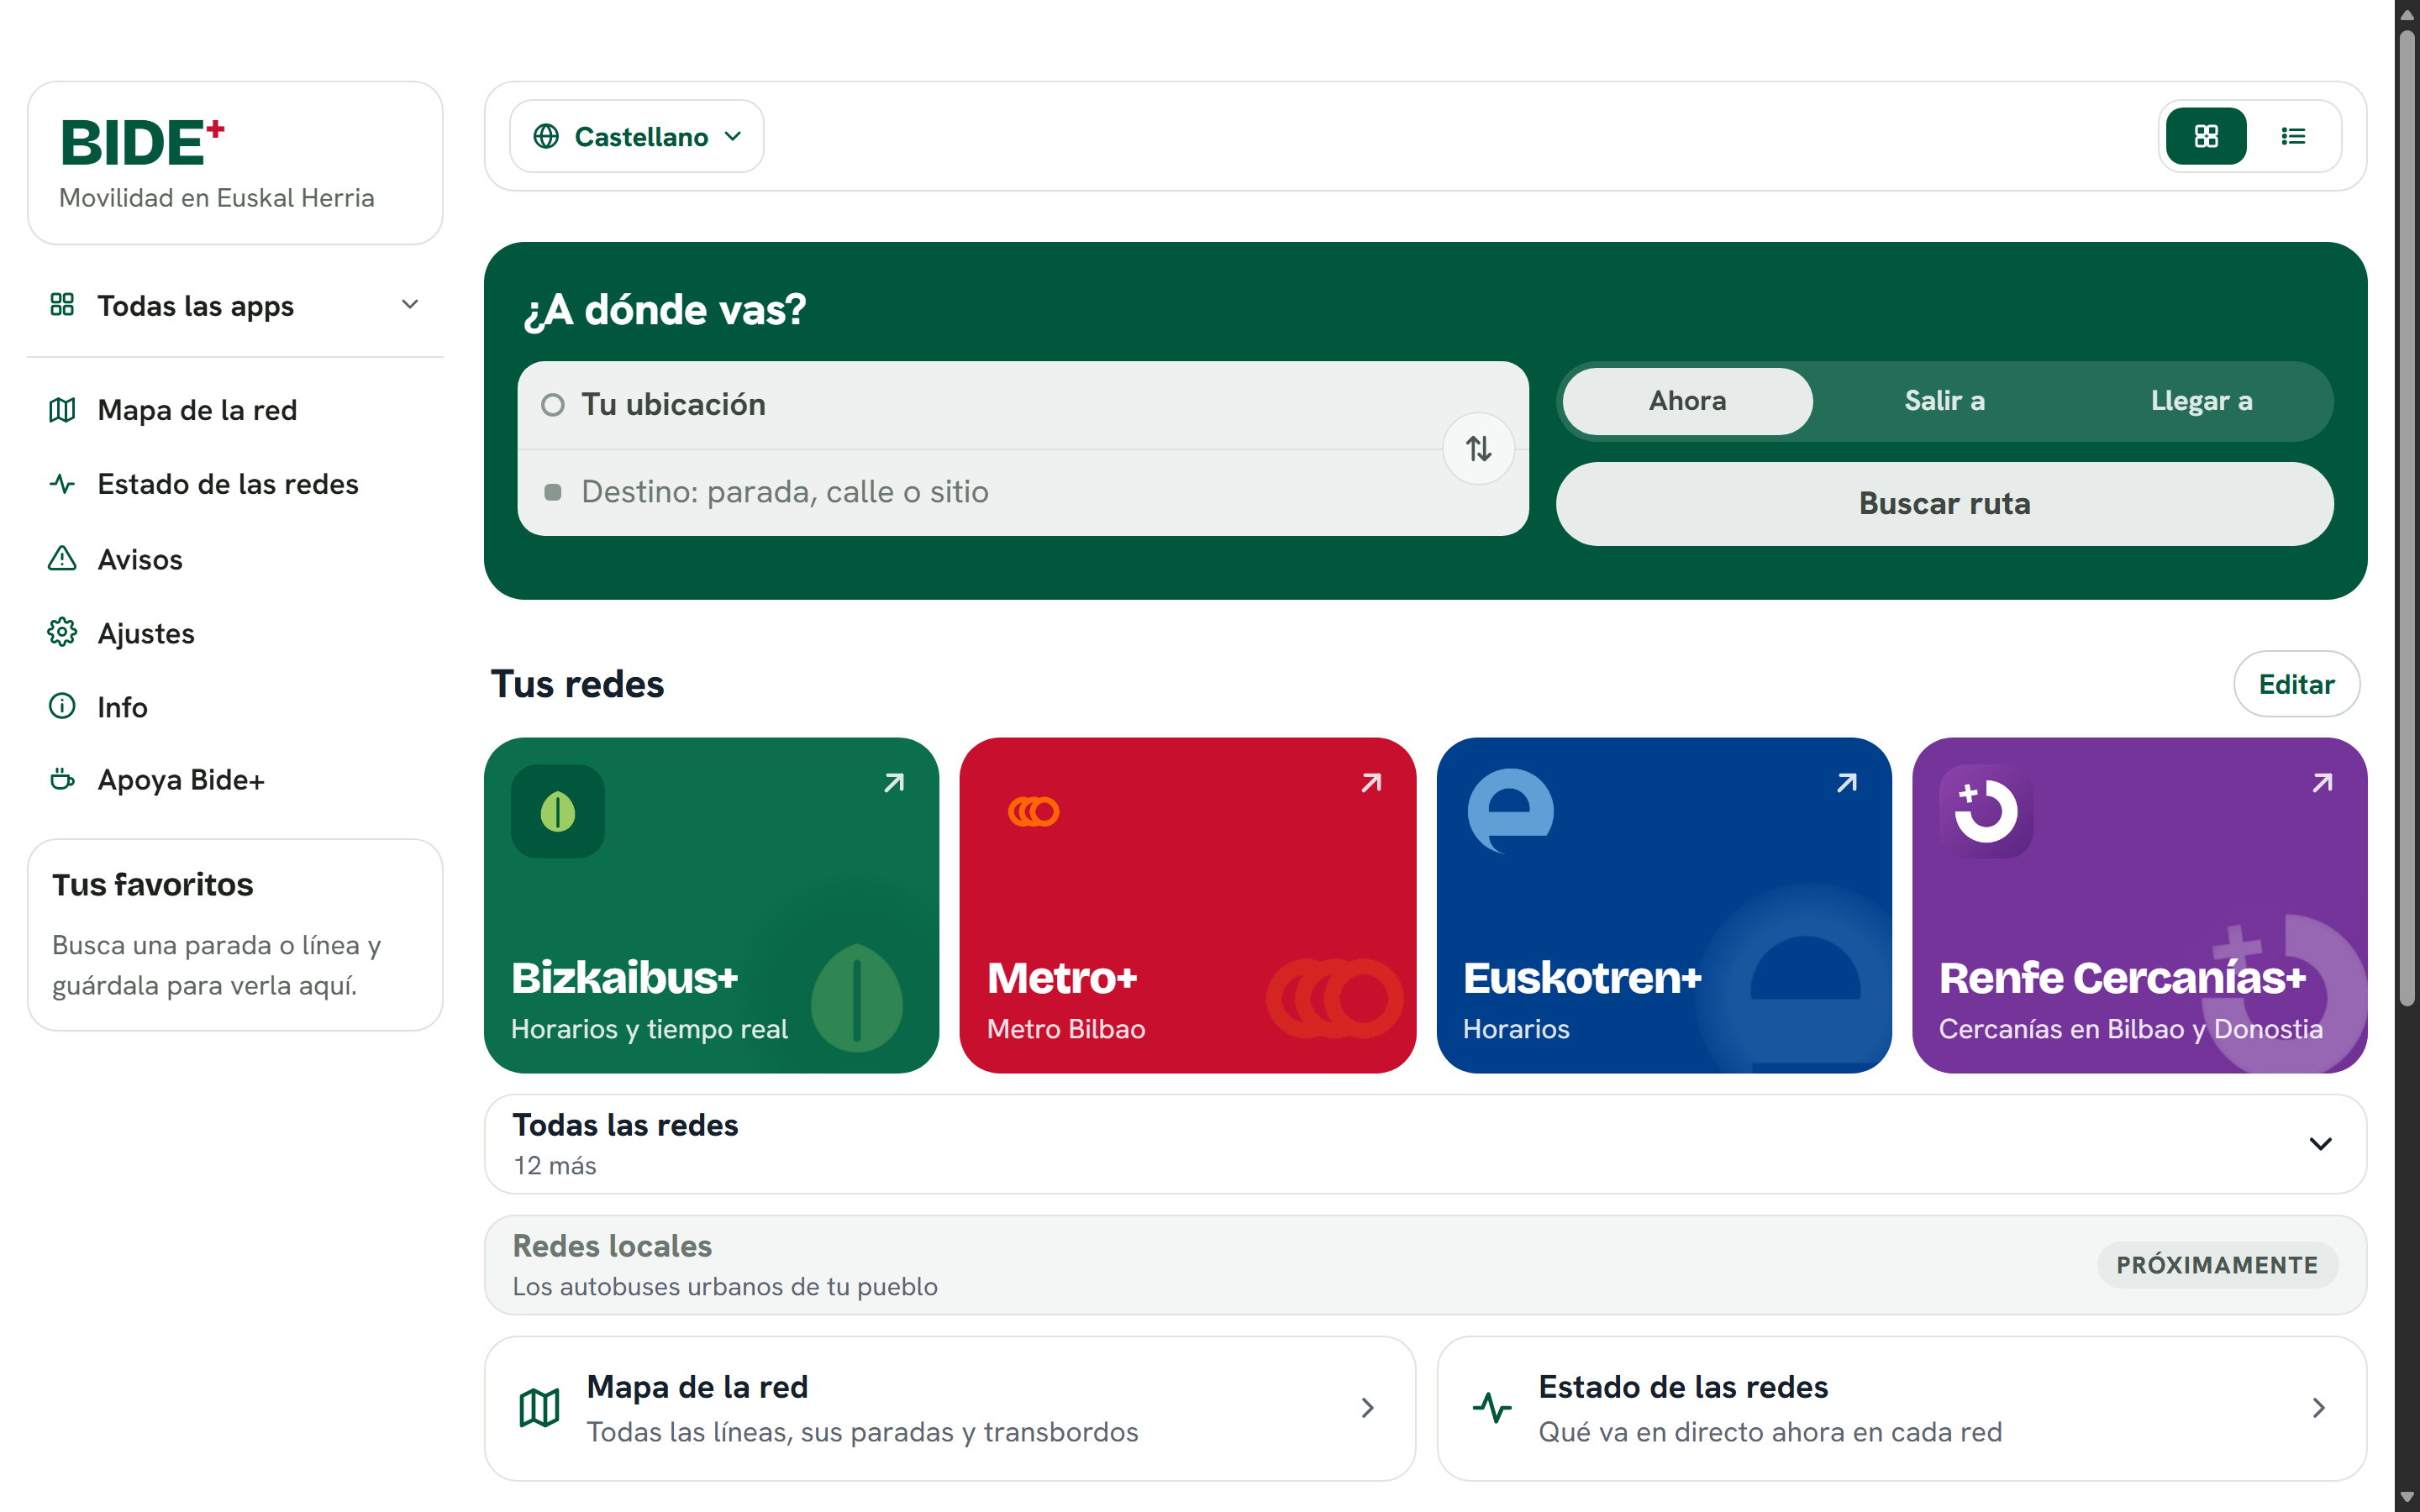 BIDE+
Movilidad en Euskal Herria
Todas las apps
Mapa de la red
Estado de las redes
Avisos
Ajustes
Info
Apoya Bide+
Tus favoritos
Busca una parada o línea y
guárdala para verla aquí.
Castellano
¿A dónde vas?
Tu ubicación
Destino: parada, calle o sitio
Ahora
Salir a
Llegar a
Buscar ruta
Tus redes
Editar
Bizkaibus+
Horarios y tiempo real
Metro+
Metro Bilbao
Euskotren+
Horarios
Renfe Cercanías+
Cercanías en Bilbao y Donostia
Todas las redes
12 más
Redes locales
Los autobuses urbanos de tu pueblo
PRÓXIMAMENTE
Mapa de la red
Todas las líneas, sus paradas y transbordos
Estado de las redes
Qué va en directo ahora en cada red